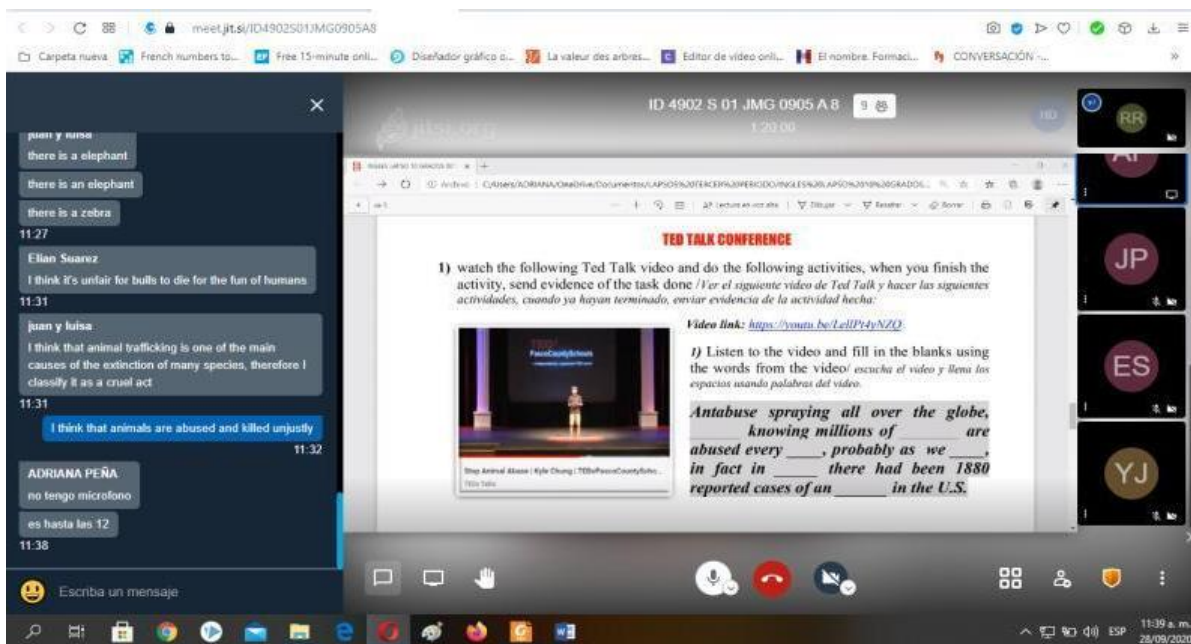 meet.jit.si/ID4902S01JMG0905A8
Carpeta nueva
French numbers to...
Free 15-minute onli...
Diseñador gráfico o...
La valeur des arbres...
Editor de video onli...
El nombre. Formaci...
CONVERSACIÓN -...
juan y luisa
there is a elephant
there is an elephant
there is a zebra
11:27
Elian Suarez
I think it's unfair for bulls to die for the fun of humans
11:31
juan y luisa
I think that animal trafficking is one of the main
causes of the extinction of many species, therefore I
classify it as a cruel act
11:31
I think that animals are abused and killed unjustly
11:32
ADRIANA PEÑA
no tengo microfono
es hasta las 12
11:38
Escriba un mensaje
jitsi.org
ID 4902 S 01 JMG 0905 A 8
9
1:20:00
TED TALK CONFERENCE
1) watch the following Ted Talk video and do the following activities, when you finish the
activity, send evidence of the task done /Ver el siguiente video de Ted Talk y hacer las siguientes
actividades, cuando ya hayan terminado, enviar evidencia de la actividad hecha:
Stop Animal Abuse | Kyle Chung | TEDxPascoCountyScho...
Video link: https://youtu.be/LellPt4yNZQ
1) Listen to the video and fill in the blanks using
the words from the video/ escucha el video y llena los
espacios usando palabras del video.
Antabuse spraying all over the globe,
______ knowing millions of ______ are
abused every ____, probably as we ____,
in fact in _____ there had been 1880
reported cases of an ______ in the U.S.
RR
AP
JP
ES
YJ
ESP
11:39 a. m.
28/09/2020